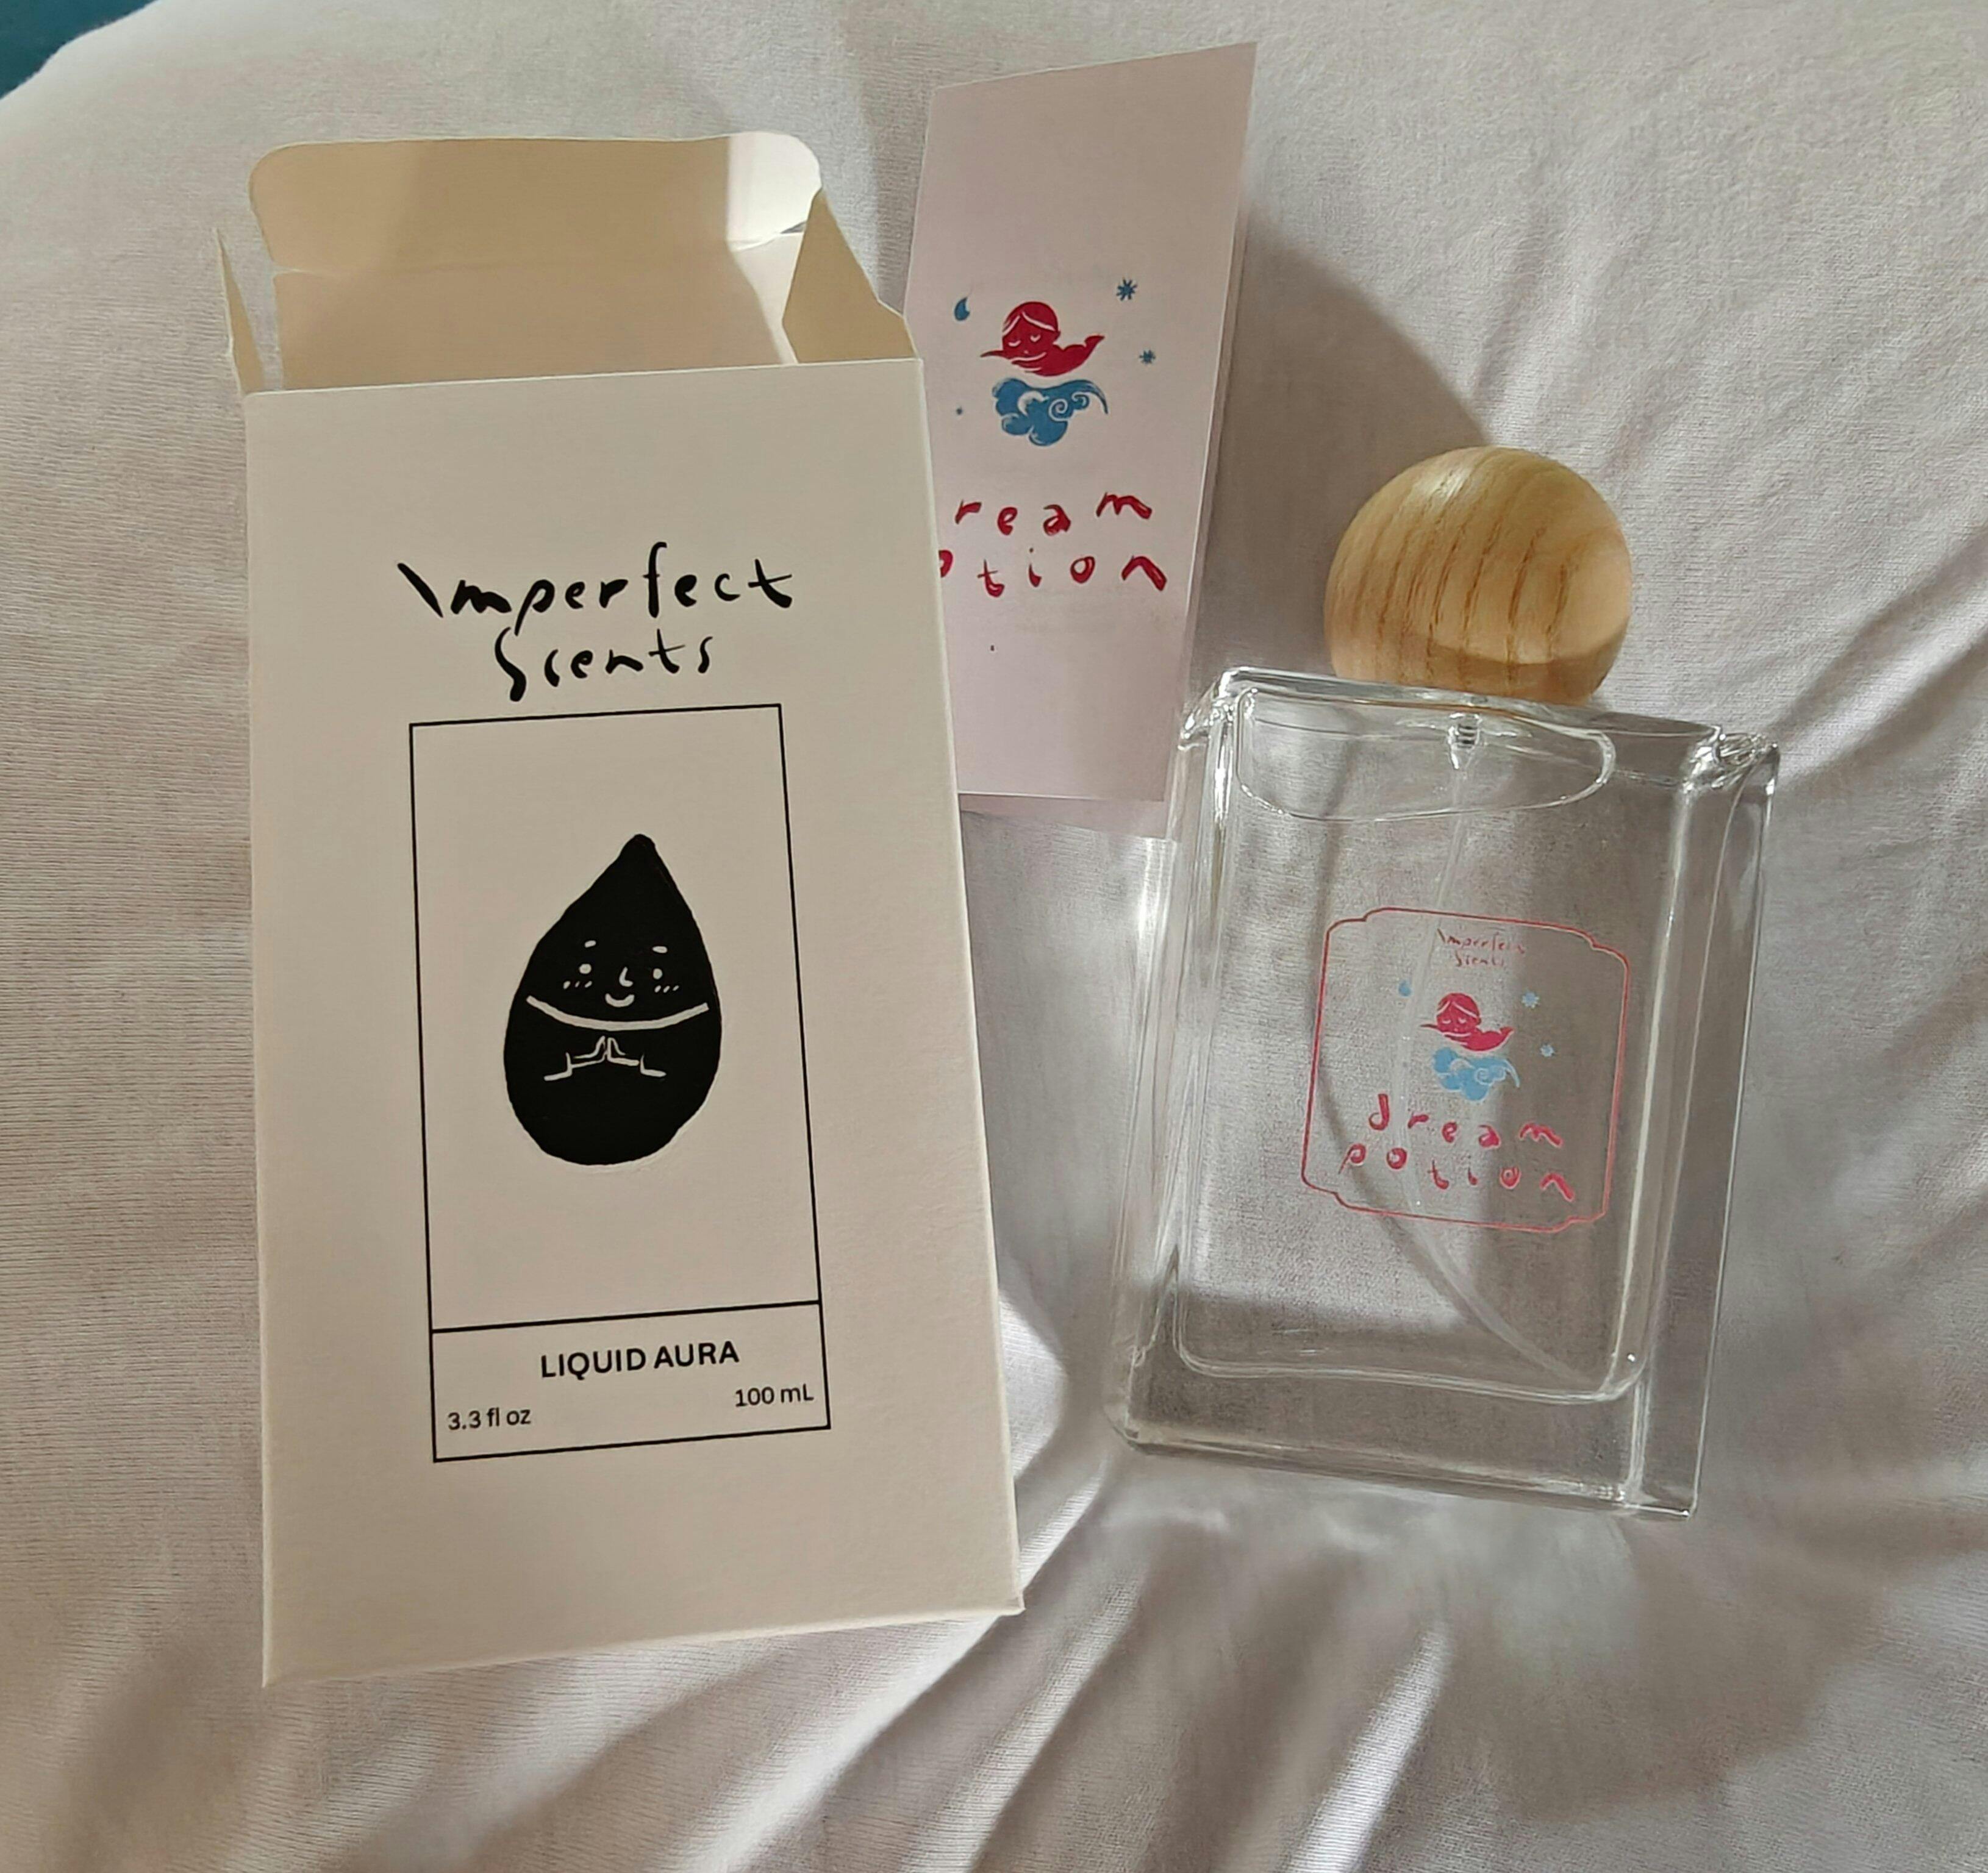 Imperfect
Scents
LIQUID AURA
3.3 fl oz
100 mL
ream
otion
Imperfect
Scents
dream
potion